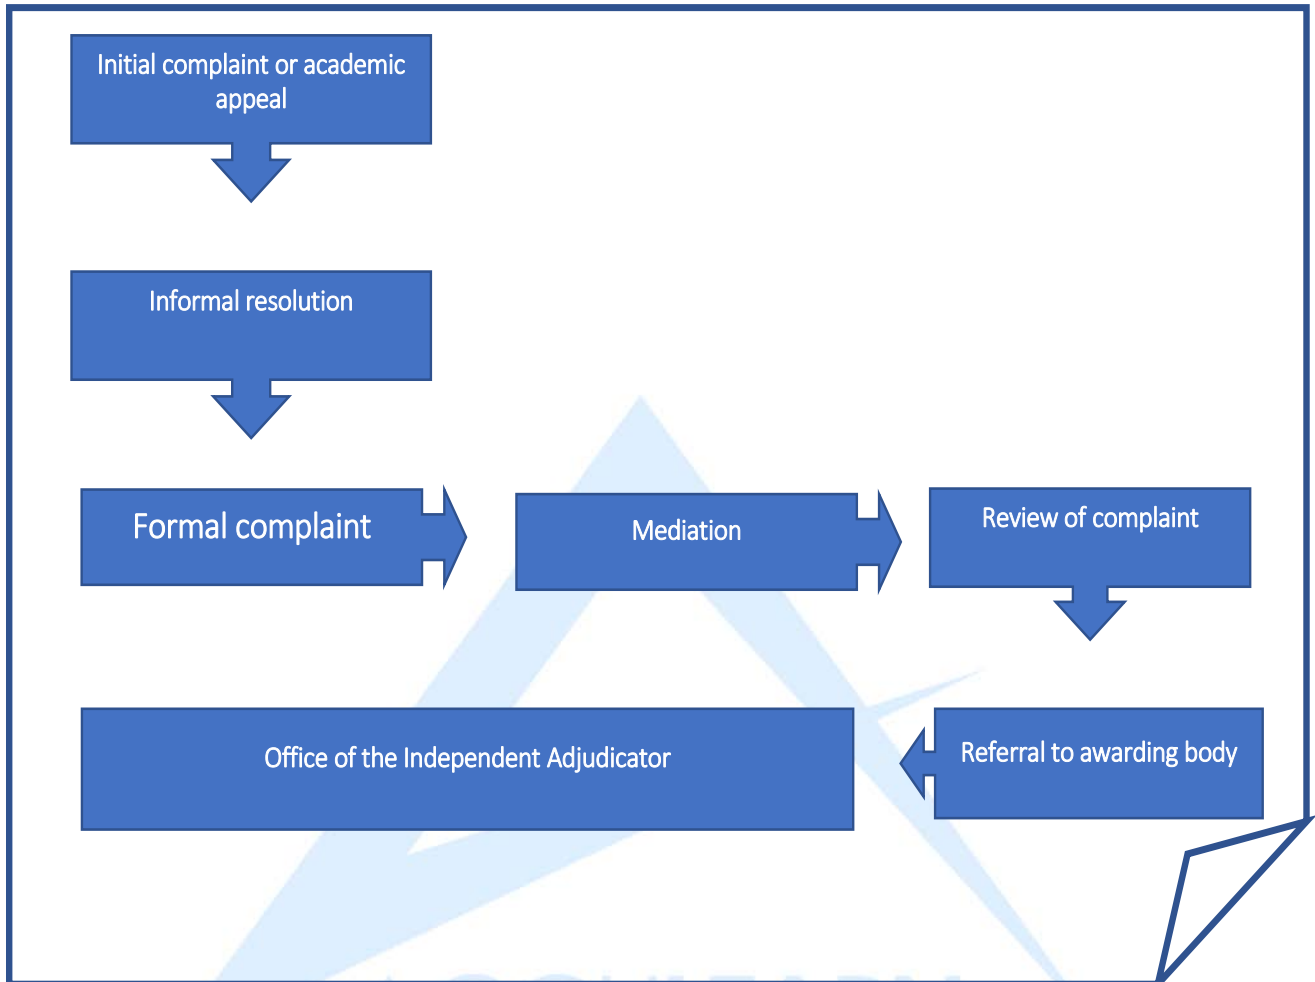 Initial complaint or academic
appeal
Informal resolution
Formal complaint
Mediation
Review of complaint
Office of the Independent Adjudicator
Referral to awarding body